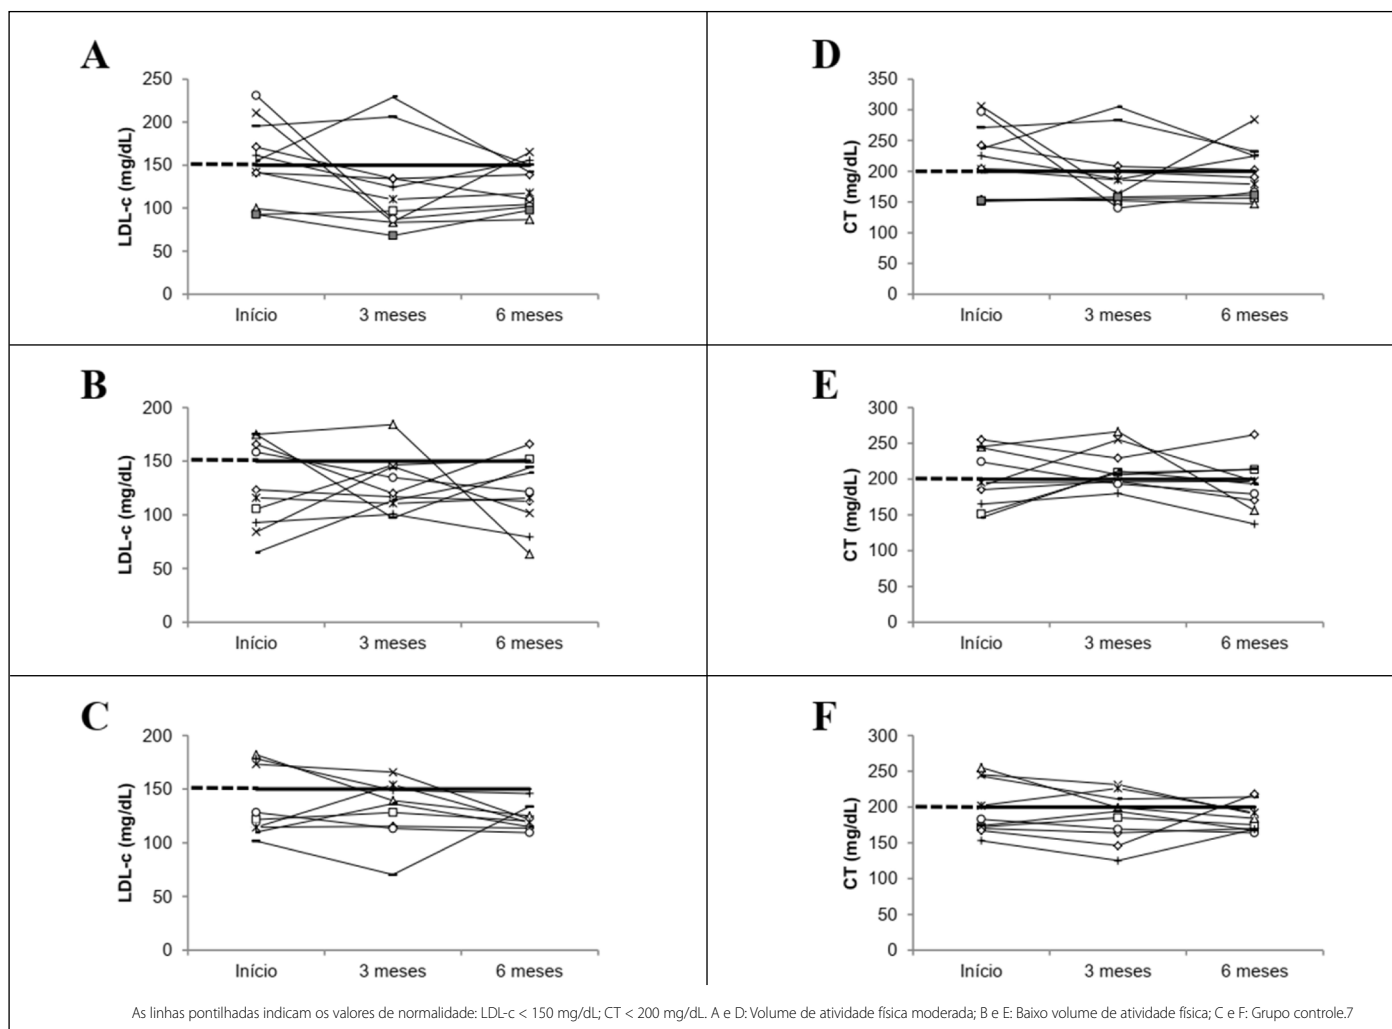 A
LDL-c (mg/dL)
250
200
150
100
50
0
Início 3 meses 6 meses
D
CT (mg/dL)
350
300
250
200
150
100
50
0
Início 3 meses 6 meses
B
LDL-c (mg/dL)
200
150
100
50
0
Início 3 meses 6 meses
E
CT (mg/dL)
300
250
200
150
100
50
0
Início 3 meses 6 meses
C
LDL-c (mg/dL)
200
150
100
50
0
Início 3 meses 6 meses
F
CT (mg/dL)
300
250
200
150
100
50
0
Início 3 meses 6 meses
As linhas pontilhadas indicam os valores de normalidade: LDL-c < 150 mg/dL; CT < 200 mg/dL. A e D: Volume de atividade física moderada; B e E: Baixo volume de atividade física; C e F: Grupo controle.7